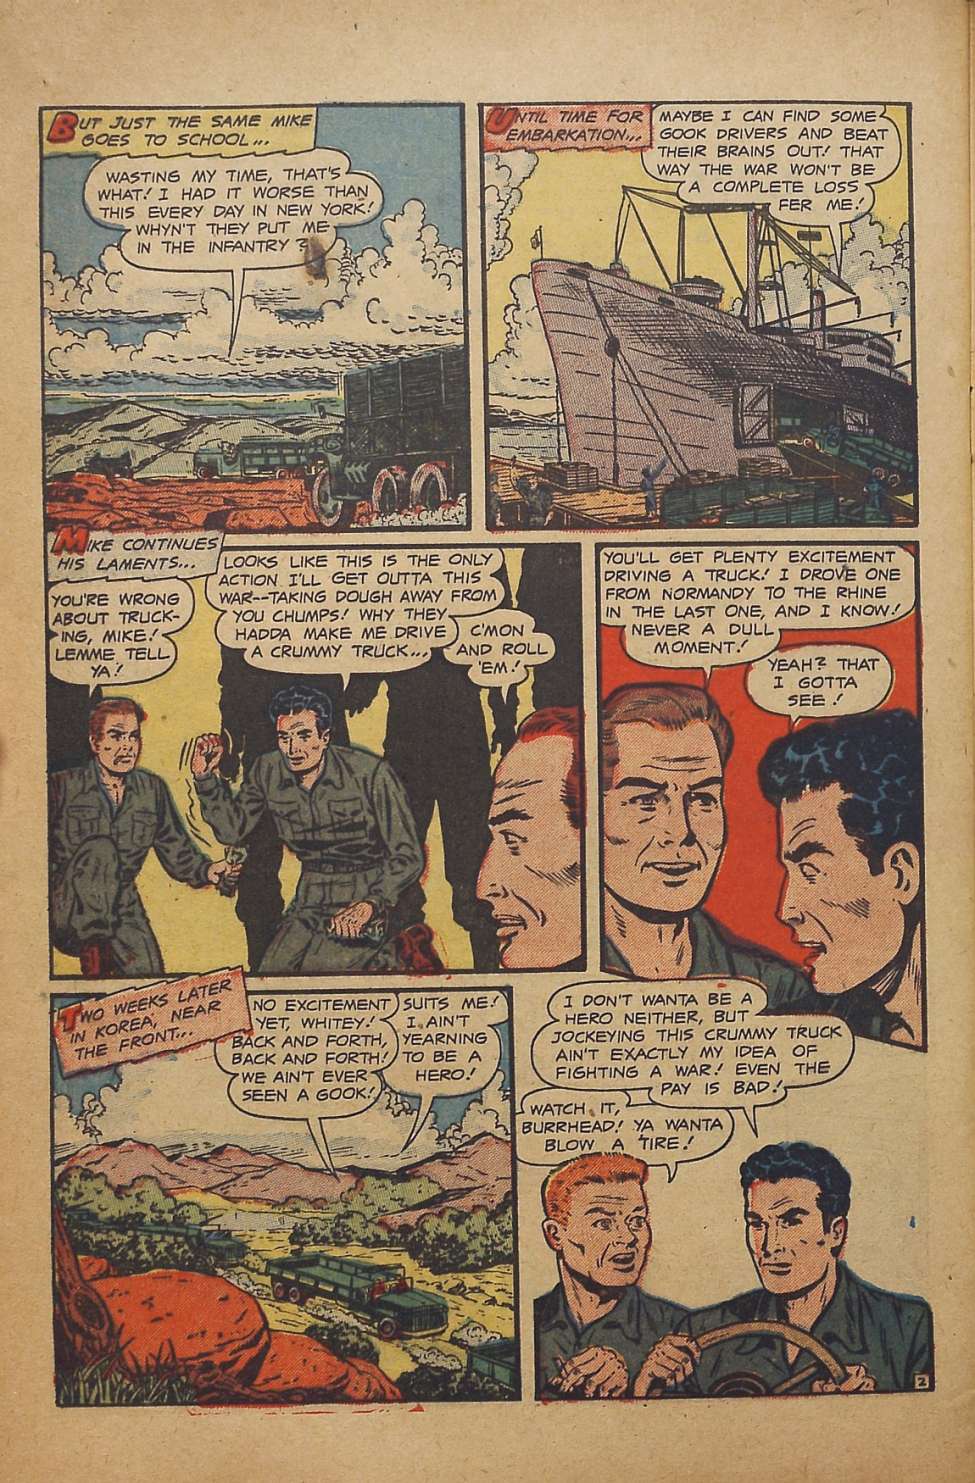 BUT JUST THE SAME MIKE
GOES TO SCHOOL...
WASTING MY TIME, THAT'S
WHAT! I HAD IT WORSE THAN
THIS EVERY DAY IN NEW YORK!
WHYN'T THEY PUT ME
IN THE INFANTRY?
UNTIL TIME FOR
EMBARKATION...
MAYBE I CAN FIND SOME
GOOK DRIVERS AND BEAT
THEIR BRAINS OUT! THAT
WAY THE WAR WON'T BE
A COMPLETE LOSS
FER ME!
MIKE CONTINUES
HIS LAMENTS...
YOU'RE WRONG
ABOUT TRUCK-
ING, MIKE!
LEMME TELL
YA!
LOOKS LIKE THIS IS THE ONLY
ACTION I'LL GET OUTTA THIS
WAR--TAKING DOUGH AWAY FROM
YOU CHUMPS! WHY THEY
HADDA MAKE ME DRIVE
A CRUMMY TRUCK...
C'MON
AND ROLL
'EM!
YOU'LL GET PLENTY EXCITEMENT
DRIVING A TRUCK! I DROVE ONE
FROM NORMANDY TO THE RHINE
IN THE LAST ONE, AND I KNOW!
NEVER A DULL
MOMENT!
YEAH? THAT
I GOTTA
SEE!
TWO WEEKS LATER
IN KOREA, NEAR
THE FRONT...
NO EXCITEMENT
YET, WHITEY!
BACK AND FORTH,
BACK AND FORTH!
WE AIN'T EVER
SEEN A GOOK!
SUITS ME!
I AIN'T
YEARNING
TO BE A
HERO!
I DON'T WANTA BE A
HERO NEITHER, BUT
JOCKEYING THIS CRUMMY TRUCK
AIN'T EXACTLY MY IDEA OF
FIGHTING A WAR! EVEN THE
PAY IS BAD!
WATCH IT,
BURRHEAD! YA WANTA
BLOW A TIRE!
2